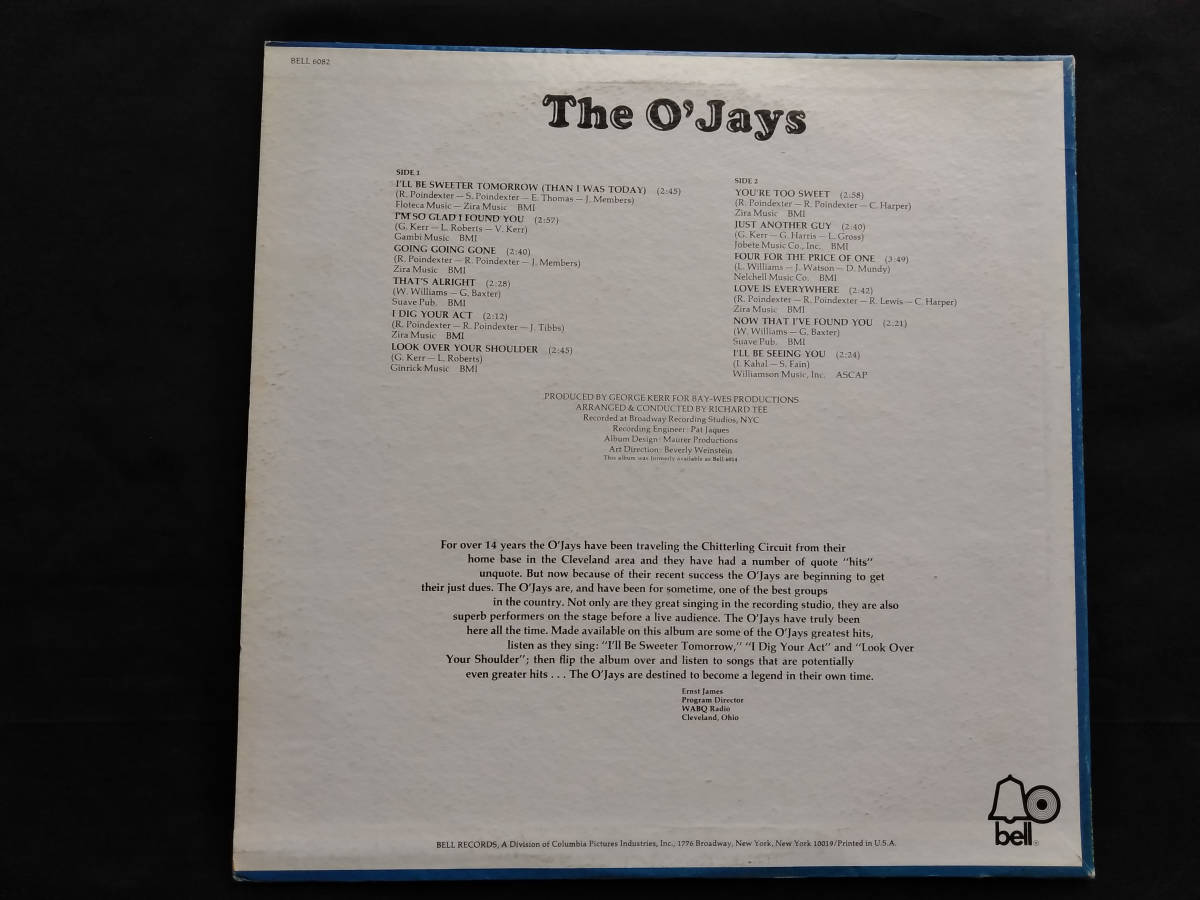 BELL 6082
The O'Jays
SIDE 1
I'LL BE SWEETER TOMORROW (THAN I WAS TODAY) (2:45)
(R. Poindexter — S. Poindexter — E. Thomas — J. Members)
Floteca Music — Zira Music BMI
I'M SO GLAD I FOUND YOU (2:57)
(G. Kerr — L. Roberts — V. Kerr)
Gambi Music BMI
GOING GOING GONE (2:40)
(R. Poindexter — R. Poindexter — J. Members)
Zira Music BMI
THAT'S ALRIGHT (2:28)
(W. Williams — G. Baxter)
Suave Pub. BMI
I DIG YOUR ACT (2:12)
(R. Poindexter — R. Poindexter — J. Tibbs)
Zira Music BMI
LOOK OVER YOUR SHOULDER (2:45)
(G. Kerr — L. Roberts)
Ginrick Music BMI
SIDE 2
YOU'RE TOO SWEET (2:58)
(R. Poindexter — R. Poindexter — C. Harper)
Zira Music BMI
JUST ANOTHER GUY (2:40)
(G. Kerr — G. Harris — L. Gross)
Jobete Music Co., Inc. BMI
FOUR FOR THE PRICE OF ONE (3:49)
(L. Williams — J. Watson — D. Mundy)
Nelchell Music Co. BMI
LOVE IS EVERYWHERE (2:42)
(R. Poindexter — R. Poindexter — R. Lewis — C. Harper)
Zira Music BMI
NOW THAT I'VE FOUND YOU (2:21)
(W. Williams — G. Baxter)
Suave Pub. BMI
I'LL BE SEEING YOU (2:24)
(I. Kahal — S. Fain)
Williamson Music, Inc. ASCAP
PRODUCED BY GEORGE KERR FOR BAY-WES PRODUCTIONS
ARRANGED & CONDUCTED BY RICHARD TEE
Recorded at Broadway Recording Studios, NYC
Recording Engineer: Pat Jaques
Album Design: Maurer Productions
Art Direction: Beverly Weinstein
This album was formerly available as Bell 6014
For over 14 years the O'Jays have been traveling the Chitterling Circuit from their
home base in the Cleveland area and they have had a number of quote "hits"
unquote. But now because of their recent success the O'Jays are beginning to get
their just dues. The O'Jays are, and have been for sometime, one of the best groups
in the country. Not only are they great singing in the recording studio, they are also
superb performers on the stage before a live audience. The O'Jays have truly been
here all the time. Made available on this album are some of the O'Jays greatest hits,
listen as they sing: "I'll Be Sweeter Tomorrow," "I Dig Your Act" and "Look Over
Your Shoulder"; then flip the album over and listen to songs that are potentially
even greater hits . . . The O'Jays are destined to become a legend in their own time.
Ernst James
Program Director
WABQ Radio
Cleveland, Ohio
bell®
BELL RECORDS, A Division of Columbia Pictures Industries, Inc., 1776 Broadway, New York, New York 10019/Printed in U.S.A.